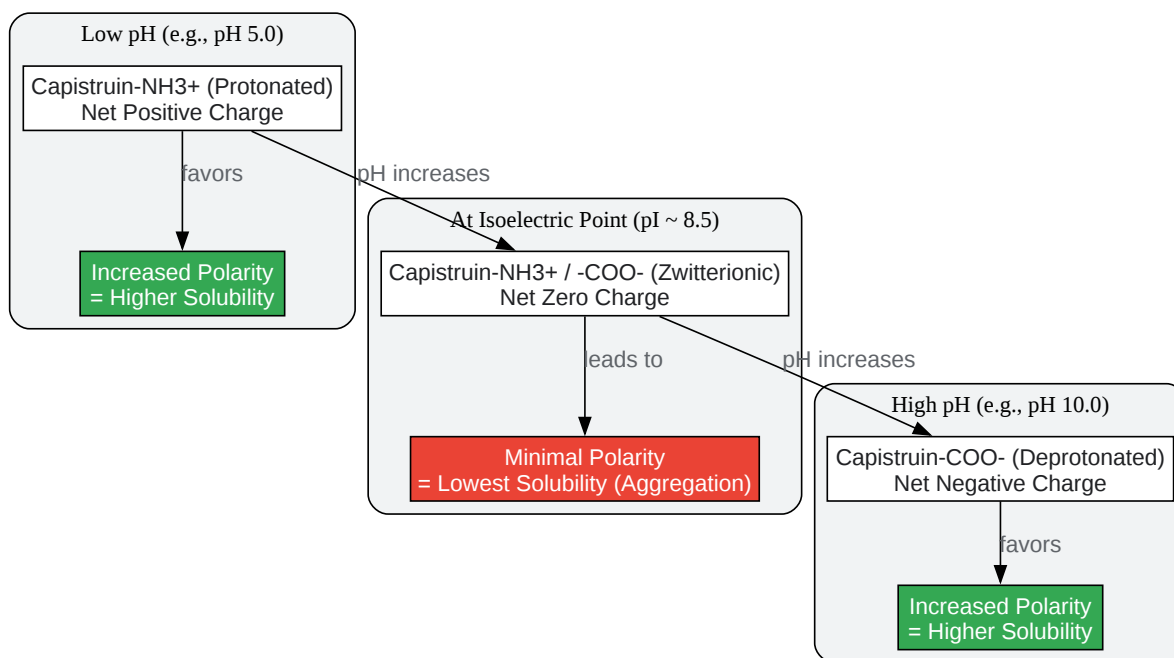 Low pH (e.g., pH 5.0)
Capistruin-NH3+ (Protonated)
Net Positive Charge
favors
pH increases
Increased Polarity
= Higher Solubility
At Isoelectric Point (pI ~ 8.5)
Capistruin-NH3+ / -COO- (Zwitterionic)
Net Zero Charge
leads to
pH increases
Minimal Polarity
= Lowest Solubility (Aggregation)
High pH (e.g., pH 10.0)
Capistruin-COO- (Deprotonated)
Net Negative Charge
favors
Increased Polarity
= Higher Solubility